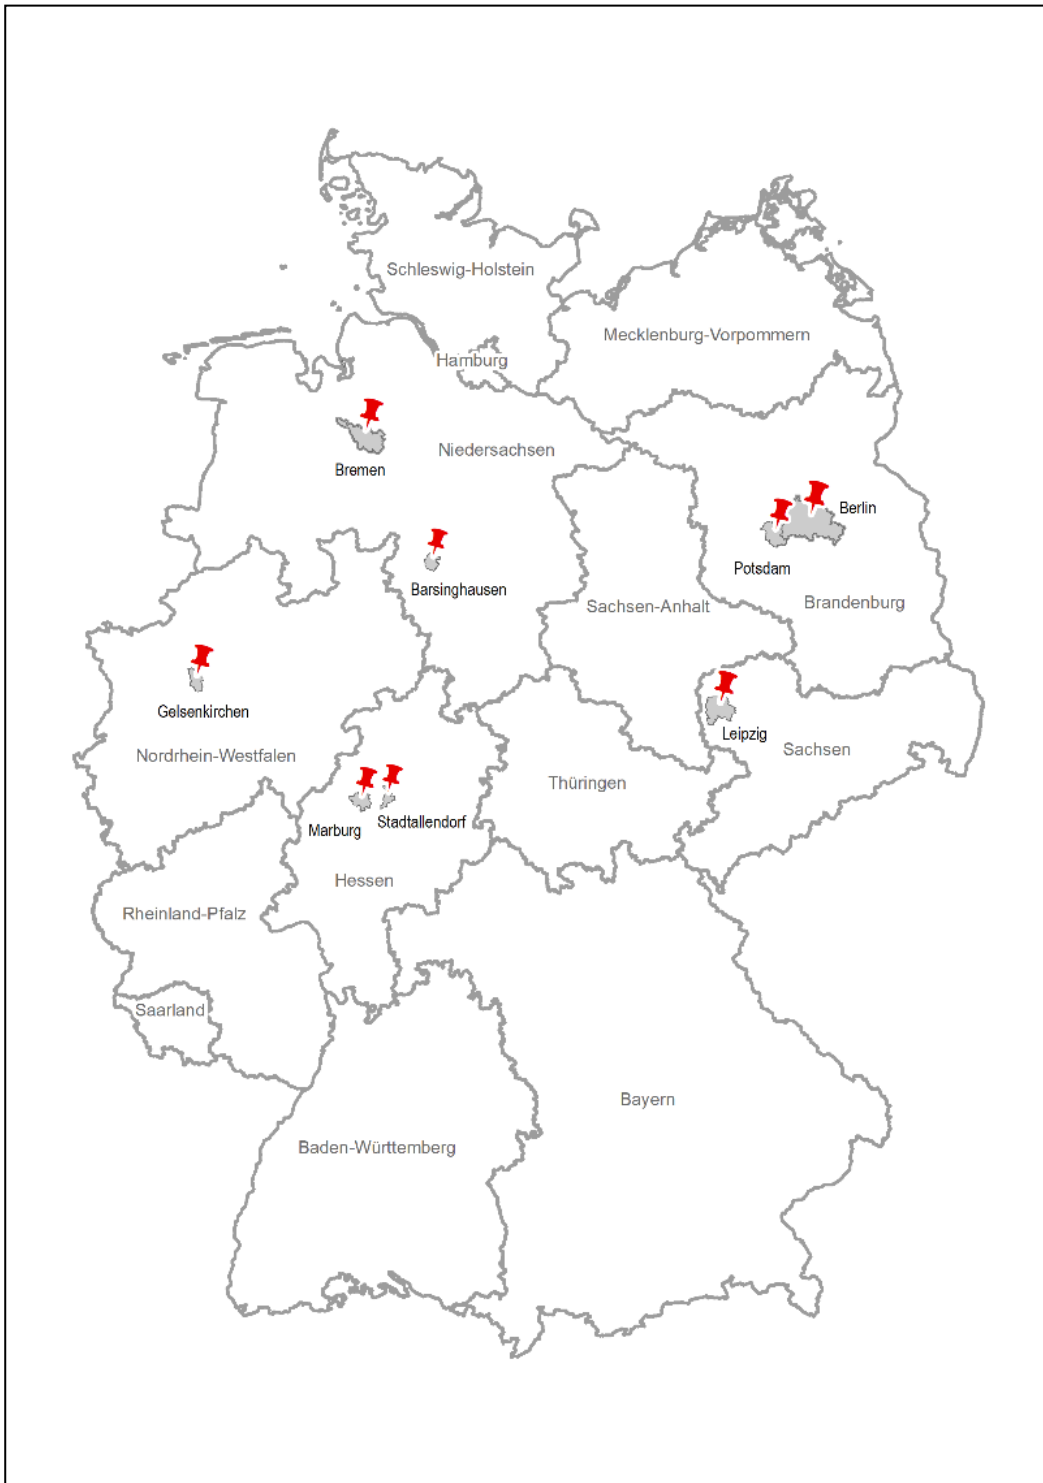 Schleswig-Holstein
Mecklenburg-Vorpommern
Hamburg
Niedersachsen
Bremen
Berlin
Potsdam
Barsinghausen
Brandenburg
Sachsen-Anhalt
Gelsenkirchen
Leipzig
Nordrhein-Westfalen
Sachsen
Thüringen
Stadtallendorf
Marburg
Hessen
Rheinland-Pfalz
Saarland
Bayern
Baden-Württemberg